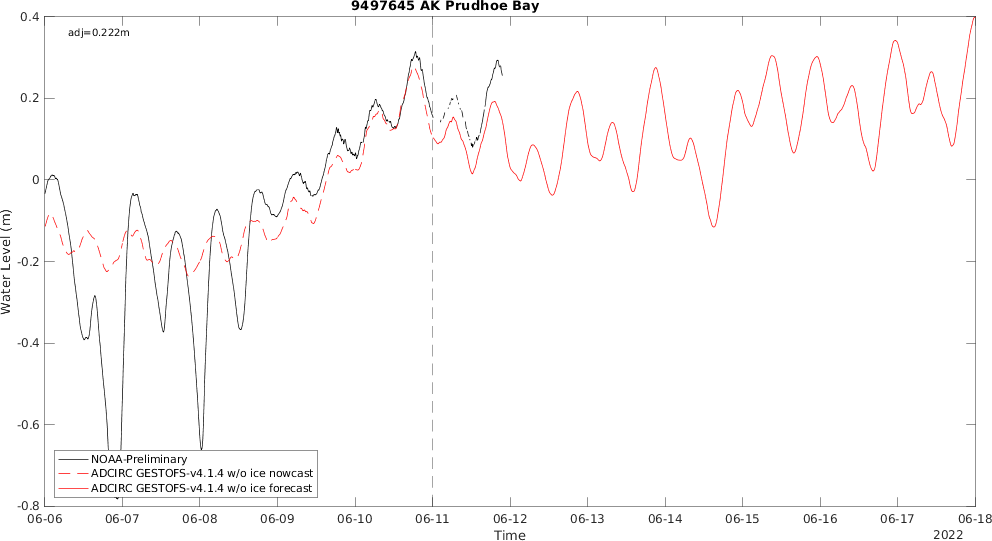 9497645 AK Prudhoe Bay
adj=0.222m
0.4
0.2
0
-0.2
-0.4
-0.6
-0.8
Water Level (m)
NOAA-Preliminary
ADCIRC GESTOFS-v4.1.4 w/o ice nowcast
ADCIRC GESTOFS-v4.1.4 w/o ice forecast
06-06 06-07 06-08 06-09 06-10 06-11 06-12 06-13 06-14 06-15 06-16 06-17 06-18
Time
2022